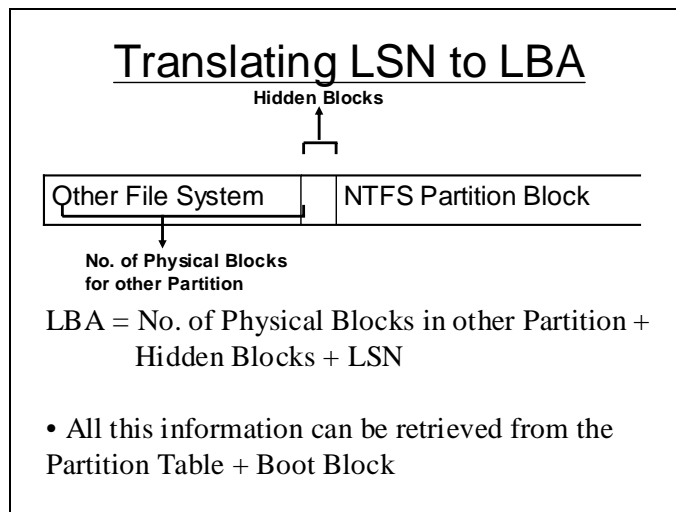 Translating LSN to LBA
Hidden Blocks
Other File System
NTFS Partition Block
No. of Physical Blocks
for other Partition
LBA = No. of Physical Blocks in other Partition +
Hidden Blocks + LSN
• All this information can be retrieved from the
Partition Table + Boot Block